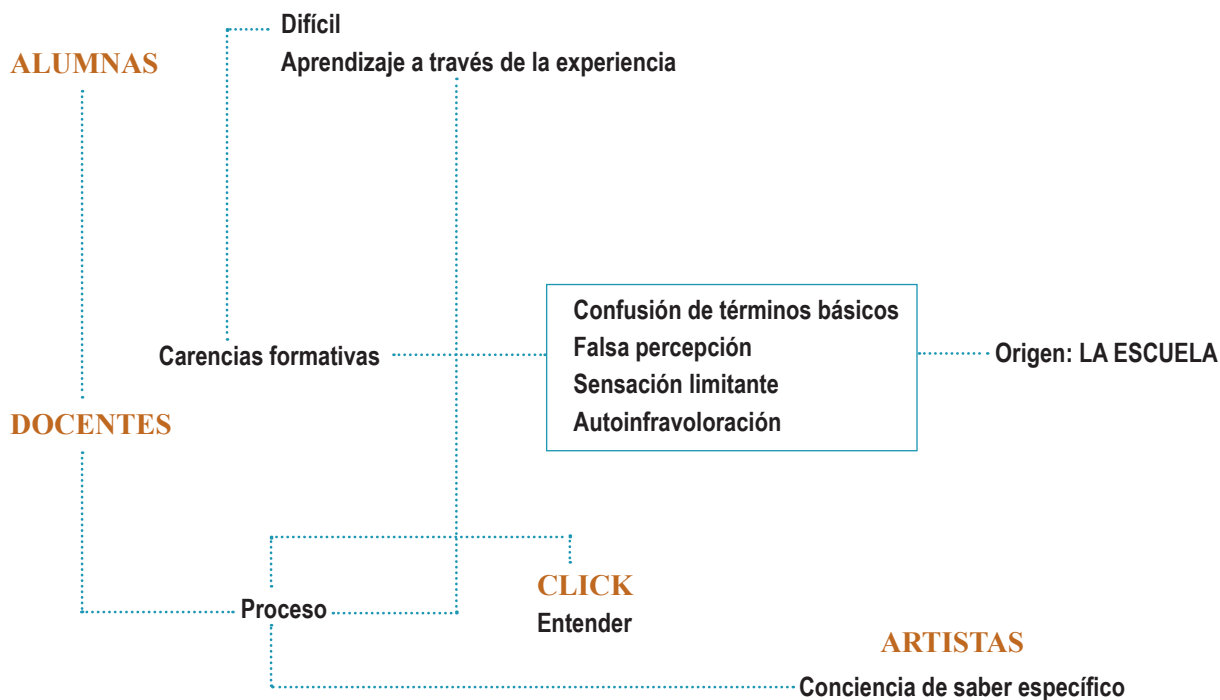 Difícil
ALUMNAS
Aprendizaje a través de la experiencia
Confusión de términos básicos
Carencias formativas
Falsa percepción
Origen: LA ESCUELA
Sensación limitante
DOCENTES
Autoinfravoloración
CLICK
Proceso
Entender
ARTISTAS
Conciencia de saber específico